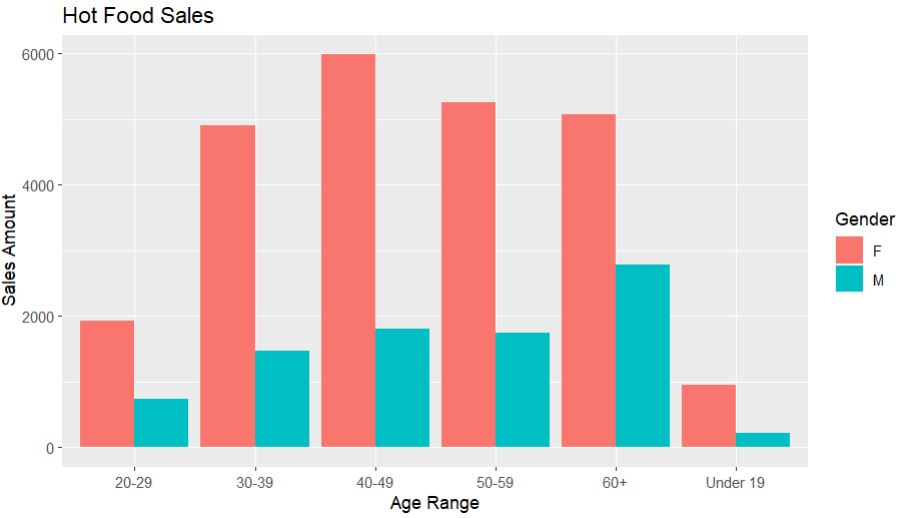 Hot Food Sales
Sales Amount
6000
4000
2000
0
20-29 30-39 40-49 50-59 60+ Under 19
Age Range
Gender
F
M